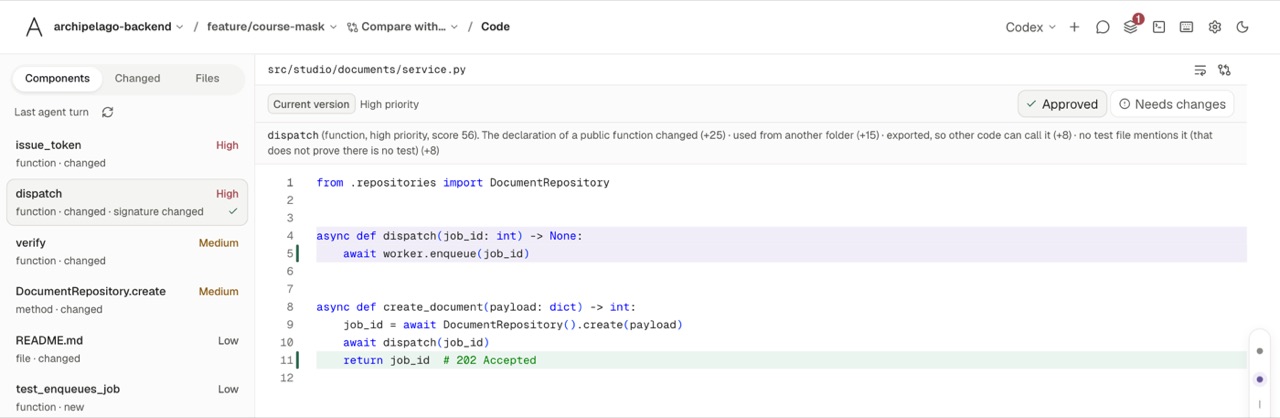 archipelago-backend / feature/course-mask Compare with... / Code
Codex
1
Components Changed Files
Last agent turn
issue_token High
function · changed
dispatch High
function · changed · signature changed
verify Medium
function · changed
DocumentRepository.create Medium
method · changed
README.md Low
file · changed
test_enqueues_job Low
function · new
src/studio/documents/service.py
Current version High priority
Approved Needs changes
dispatch (function, high priority, score 56). The declaration of a public function changed (+25) · used from another folder (+15) · exported, so other code can call it (+8) · no test file mentions it (that
does not prove there is no test) (+8)
1 from .repositories import DocumentRepository
2
3
4 async def dispatch(job_id: int) -> None:
5     await worker.enqueue(job_id)
6
7
8 async def create_document(payload: dict) -> int:
9     job_id = await DocumentRepository().create(payload)
10     await dispatch(job_id)
11     return job_id  # 202 Accepted
12